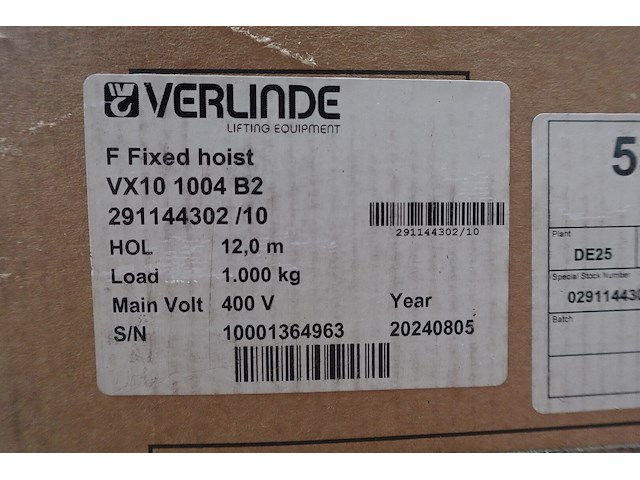 VERLINDE
LIFTING EQUIPMENT
F Fixed hoist
VX10 1004 B2
291144302 /10
291144302/10
HOL 12,0 m
Load 1.000 kg
Main Volt 400 V Year
S/N 10001364963 20240805
5
Plant
DE25
Special Stock Number
02911443
Batch